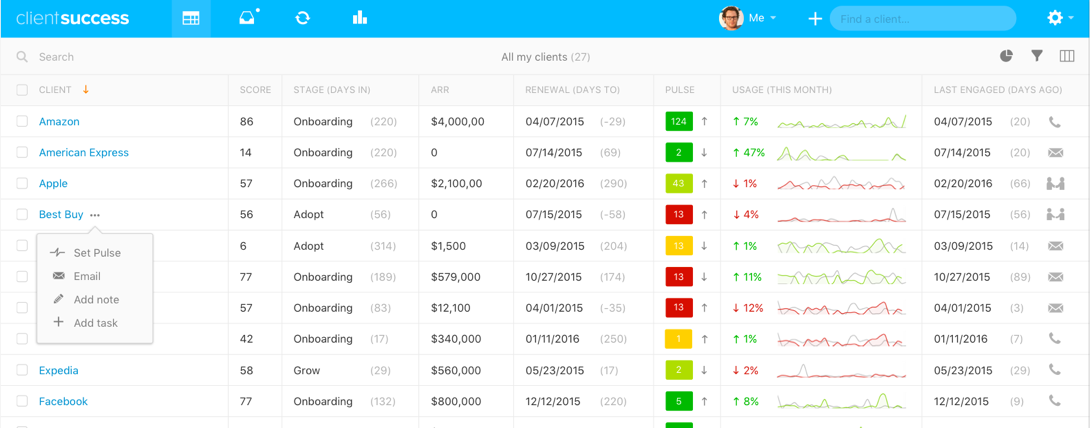 clientsuccess Me Find a client...
Search All my clients (27)
CLIENT SCORE STAGE (DAYS IN) ARR RENEWAL (DAYS TO) PULSE USAGE (THIS MONTH) LAST ENGAGED (DAYS AGO)
Amazon 86 Onboarding (220) $4,000,00 04/07/2015 (-29) 124 ↑ ↑ 7% 04/07/2015 (20)
American Express 14 Onboarding (220) 0 07/14/2015 (69) 2 ↓ ↑ 47% 07/14/2015 (20)
Apple 57 Onboarding (266) $2,100,00 02/20/2016 (290) 43 ↑ ↓ 1% 02/20/2016 (66)
Best Buy ••• 56 Adopt (56) 0 07/15/2015 (-58) 13 ↑ ↓ 4% 07/15/2015 (56)
6 Adopt (314) $1,500 03/09/2015 (204) 13 ↓ ↑ 1% 03/09/2015 (14)
Set Pulse
Email
77 Onboarding (189) $579,000 10/27/2015 (174) 13 ↓ ↑ 11% 10/27/2015 (89)
Add note
57 Onboarding (83) $12,100 04/01/2015 (-35) 13 ↑ ↓ 12% 04/01/2015 (3)
Add task
42 Onboarding (17) $340,000 01/11/2016 (250) 1 ↑ ↑ 1% 01/11/2016 (7)
Expedia 58 Grow (29) $560,000 05/23/2015 (17) 2 ↓ ↓ 2% 05/23/2015 (29)
Facebook 77 Onboarding (132) $800,000 12/12/2015 (220) 5 ↑ ↑ 8% 12/12/2015 (9)